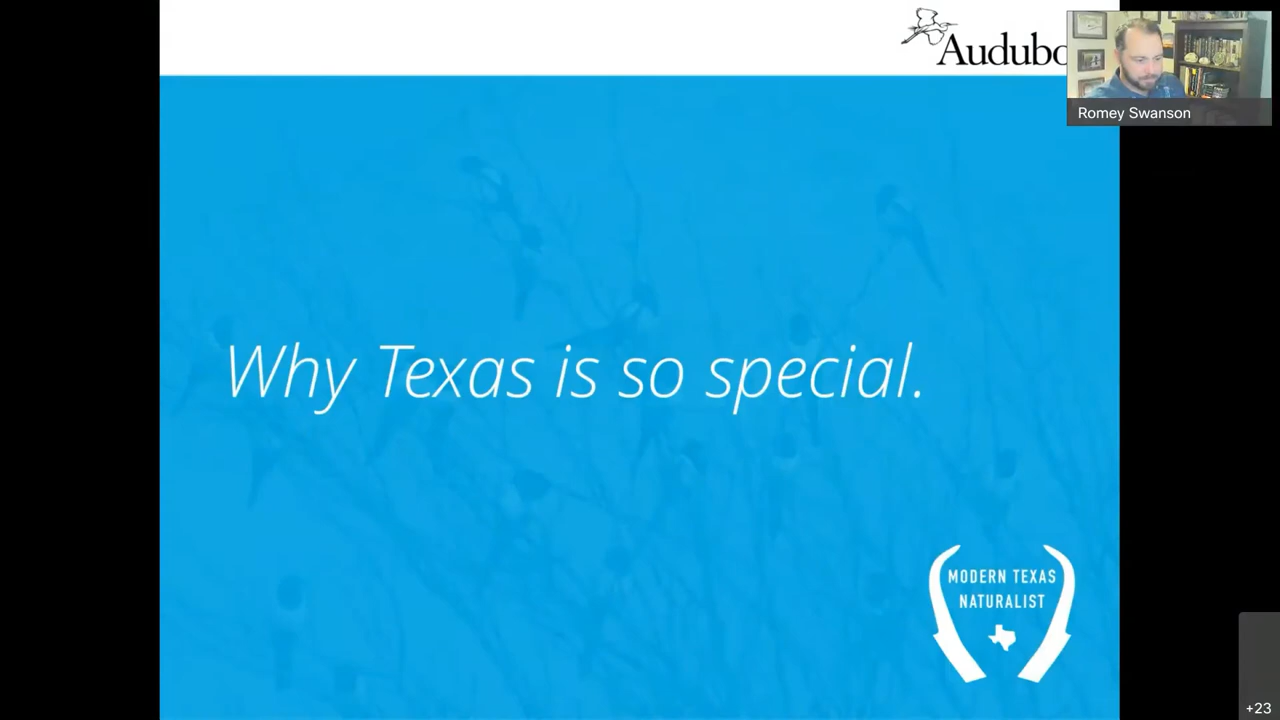 Audubo
Romey Swanson
Why Texas is so special.
MODERN TEXAS
NATURALIST
+23